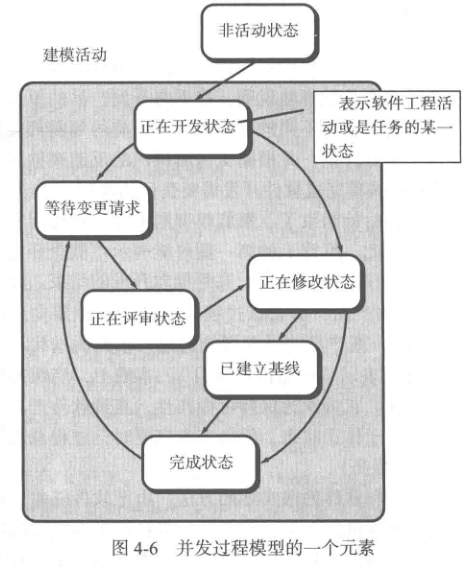 非活动状态
建模活动
正在开发状态
表示软件工程活
动或是任务的某一
状态
等待变更请求
正在修改状态
正在评审状态
已建立基线
完成状态
图 4-6 并发过程模型的一个元素